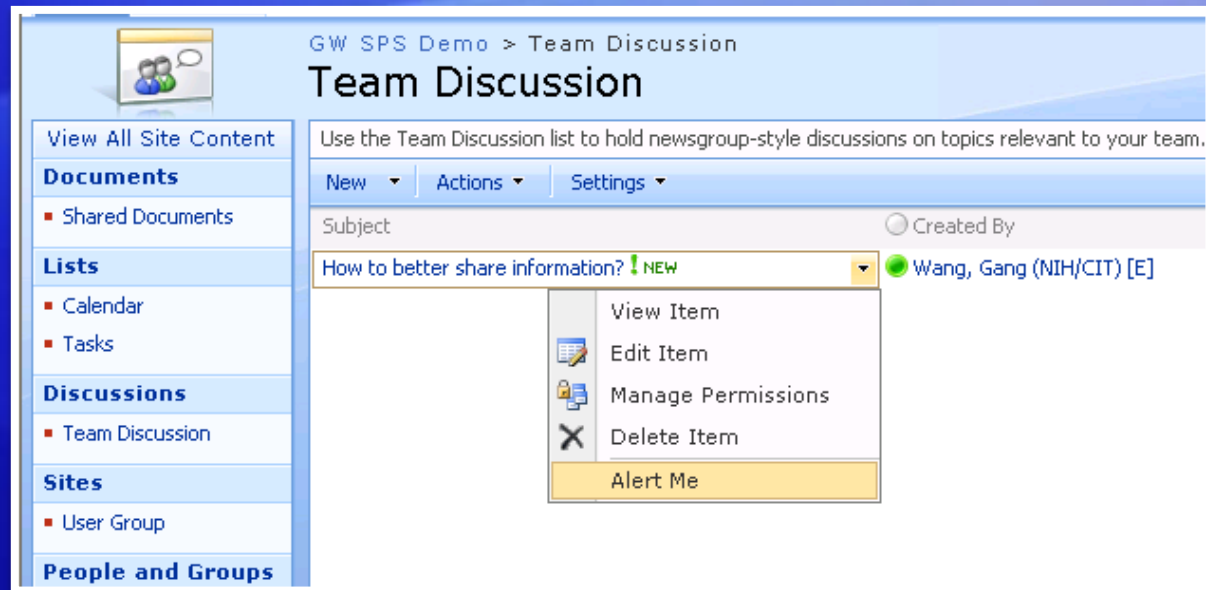 GW SPS Demo > Team Discussion
Team Discussion
View All Site Content
Documents
Shared Documents
Lists
Calendar
Tasks
Discussions
Team Discussion
Sites
User Group
People and Groups
Use the Team Discussion list to hold newsgroup-style discussions on topics relevant to your team.
New Actions Settings
Subject Created By
How to better share information? ! NEW Wang, Gang (NIH/CIT) [E]
View Item
Edit Item
Manage Permissions
Delete Item
Alert Me